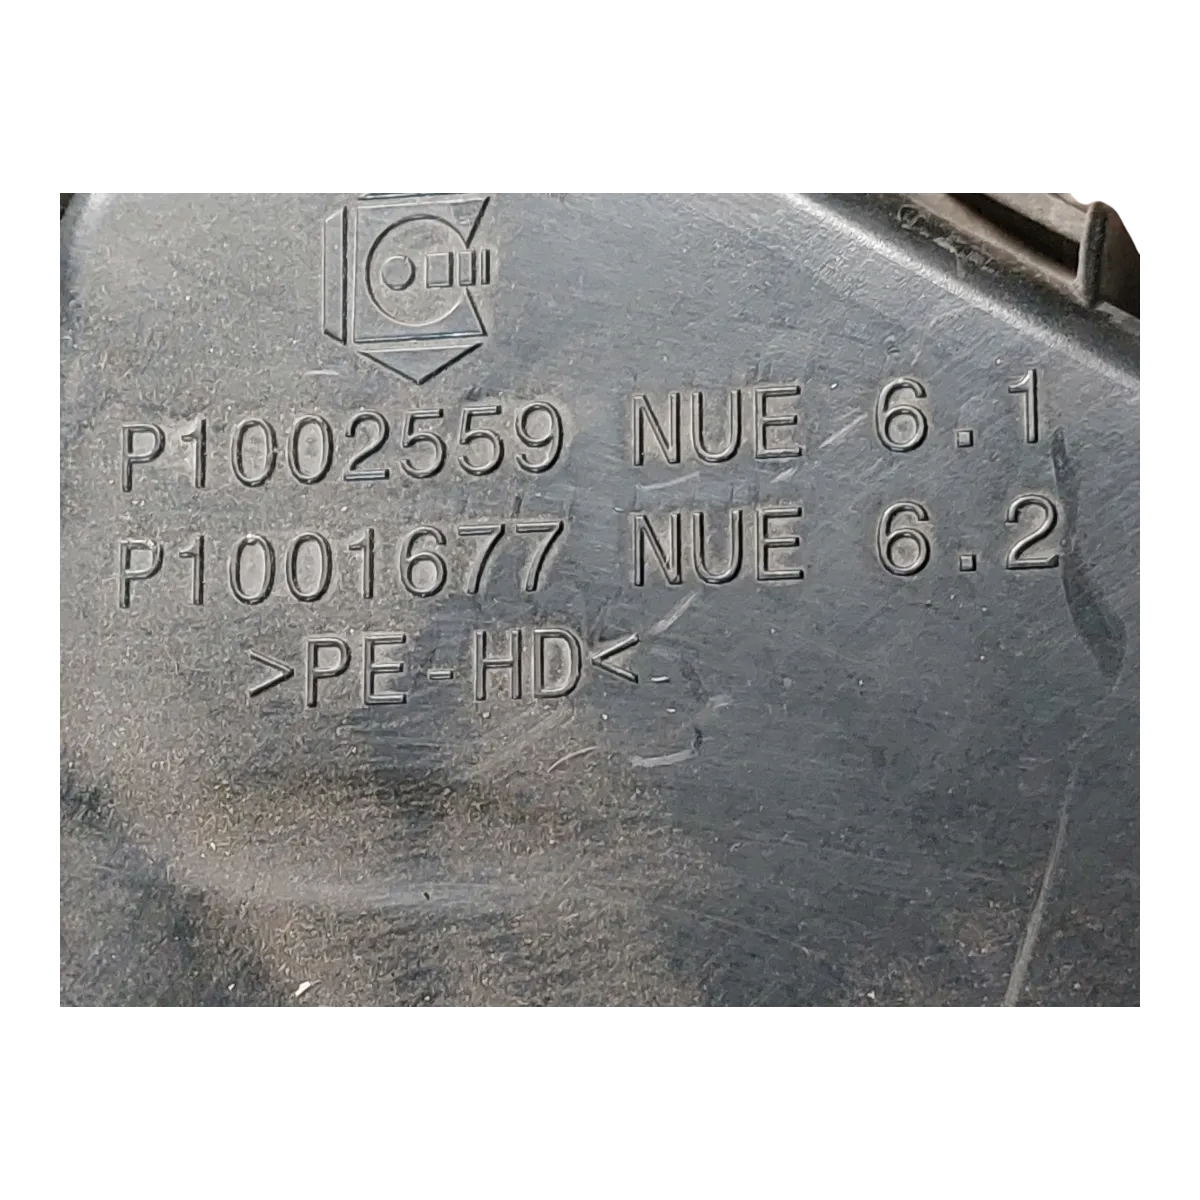 P1002559 NUE 6.1
P1001677 NUE 6.2
>PE-HD<